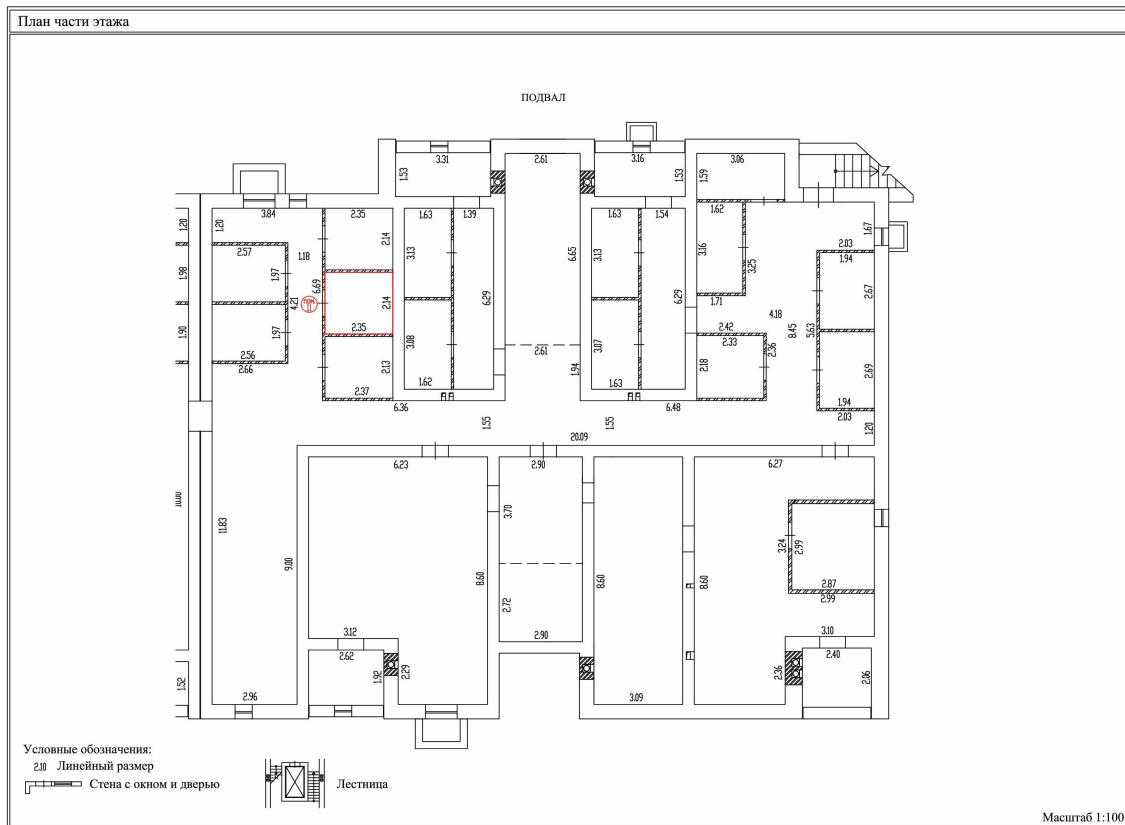 План части этажа
ПОДВАЛ
3.31 2.61 3.16 3.06
1.53 1.53 1.59
3.84 2.35 1.63 1.39 1.63 1.54 1.62
1.20 1.20 2.14 3.13 6.65 3.13 3.16 3.25 2.03 1.67
2.57 1.18 1.94
1.98 1.97 6.69 4.21 ПОМ 2.14 6.29 6.29 1.71 4.18 2.67
1.90 1.97 2.35 3.08 2.61 3.07 2.42 8.45 5.63
2.56 2.13 1.94 2.33 2.36 2.18 2.69
2.66 2.37 1.62 1.63 1.94
6.36 6.48 2.03
1.55 1.55 1.20
20.09
6.23 2.90 6.27
10.00 11.83 3.70
9.00 8.60 8.60 8.60 3.24 2.99
2.87
2.72 2.99
3.12 2.90 3.10
2.62 2.40
1.52 1.92 2.29 2.36 2.06
2.96 3.09
Условные обозначения:
2.10 Линейный размер
Стена с окном и дверью
Лестница
Масштаб 1:100